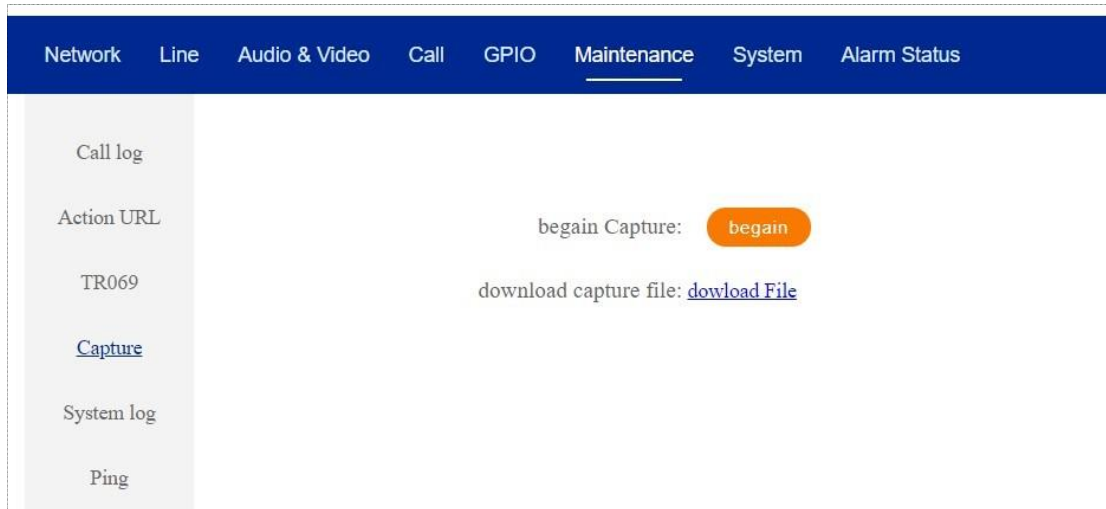 Network Line Audio & Video Call GPIO Maintenance System Alarm Status
Call log
Action URL
TR069
Capture
System log
Ping
begain Capture: begain
download capture file: dowload File